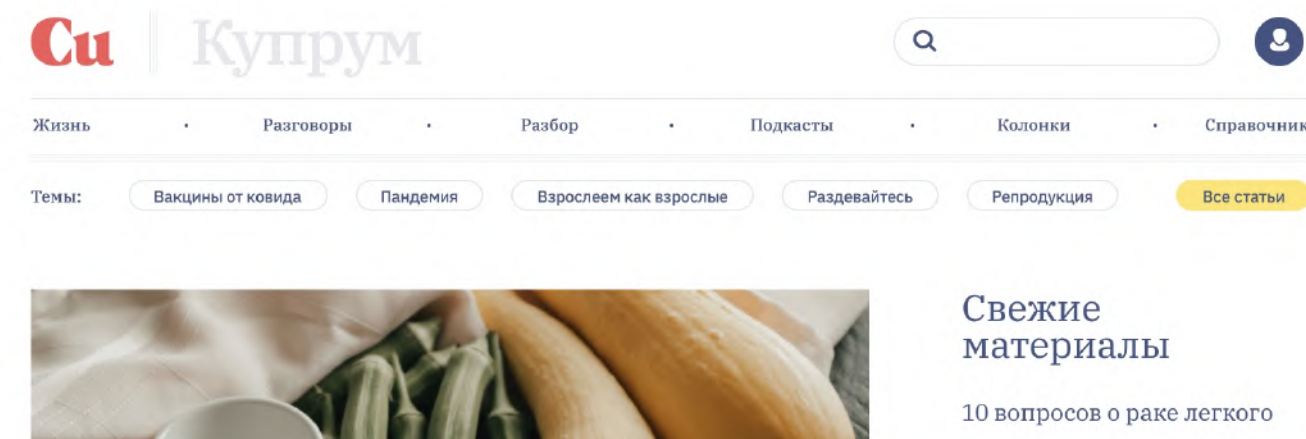 Си Купрум
Жизнь · Разговоры · Разбор · Подкасты · Колонки · Справочник
Темы: Вакцины от ковида Пандемия Взрослеем как взрослые Раздевайтесь Репродукция Все статьи
Свежие
материалы
10 вопросов о раке легкого